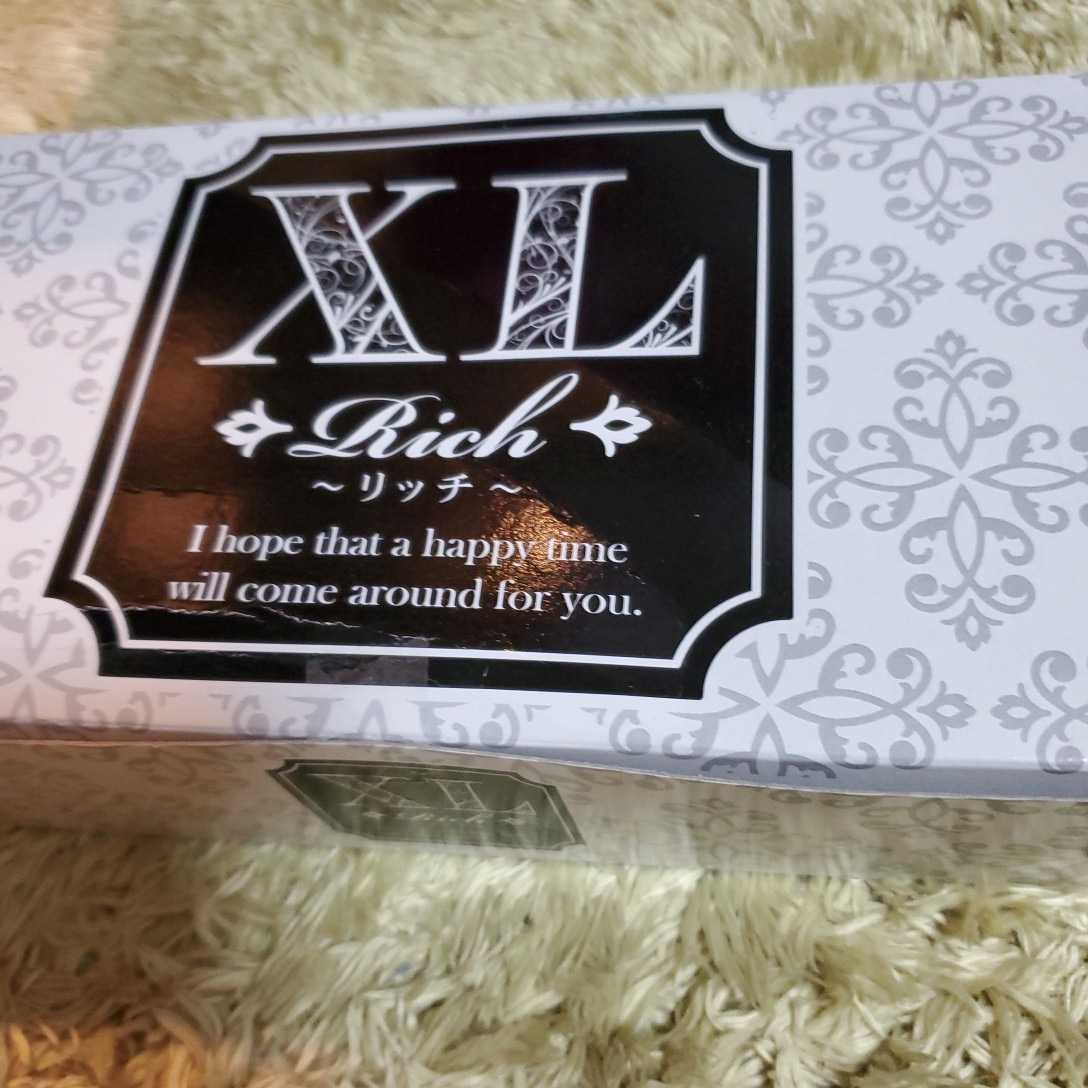 XL
Rich
～リッチ～
I hope that a happy time
will come around for you.